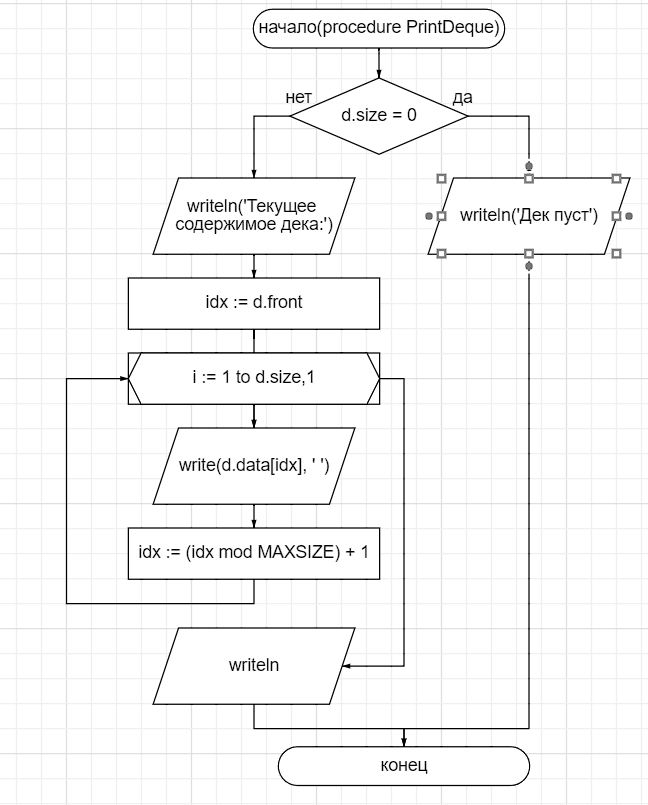 начало(procedure PrintDeque)
нет
да
d.size = 0
writeln('Текущее
содержимое дека:')
writeln('Дек пуст')
idx := d.front
i := 1 to d.size,1
write(d.data[idx], ' ')
idx := (idx mod MAXSIZE) + 1
writeln
конец